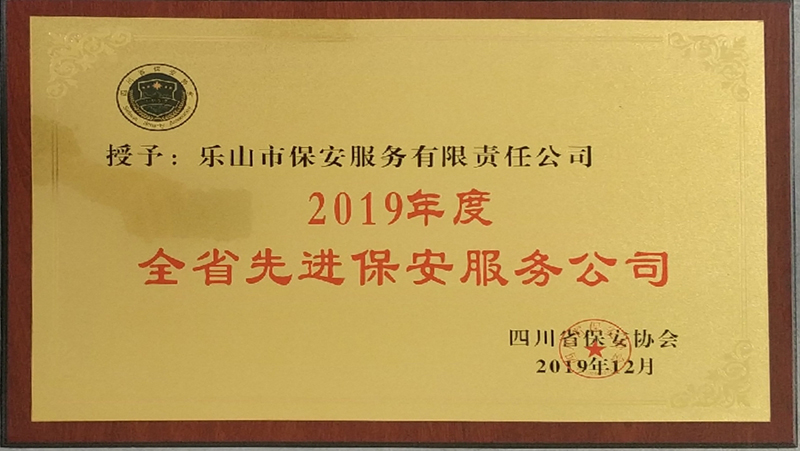 授予：乐山市保安服务有限责任公司
2019年度
全省先进保安服务公司
四川省保安协会
2019年12月